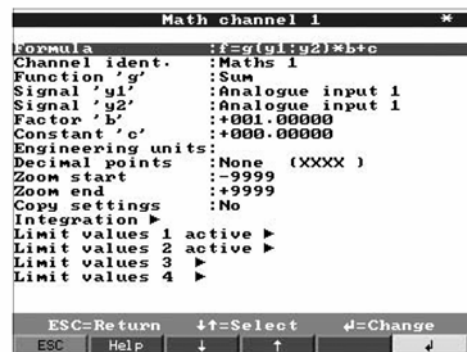 Math channel 1 *
Formula :f=g(y1;y2)*b+c
Channel ident. :Maths 1
Function 'g' :Sum
Signal 'y1' :Analogue input 1
Signal 'y2' :Analogue input 1
Factor 'b' :+001.00000
Constant 'c' :+000.00000
Engineering units:
Decimal points :None (XXXX )
Zoom start :-9999
Zoom end :+9999
Copy settings :No
Integration ►
Limit values 1 active ►
Limit values 2 active ►
Limit values 3 ►
Limit values 4 ►
ESC=Return ↓↑=Select ↲=Change
ESC Help ↓ ↑ ↲